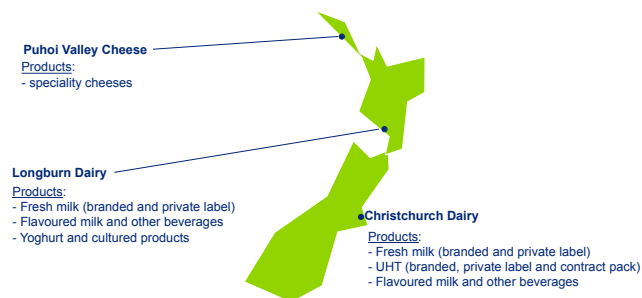 Puhoi Valley Cheese
Products:
- speciality cheeses
Longburn Dairy
Products:
- Fresh milk (branded and private label)
- Flavoured milk and other beverages
- Yoghurt and cultured products
Christchurch Dairy
Products:
- Fresh milk (branded and private label)
- UHT (branded, private label and contract pack)
- Flavoured milk and other beverages